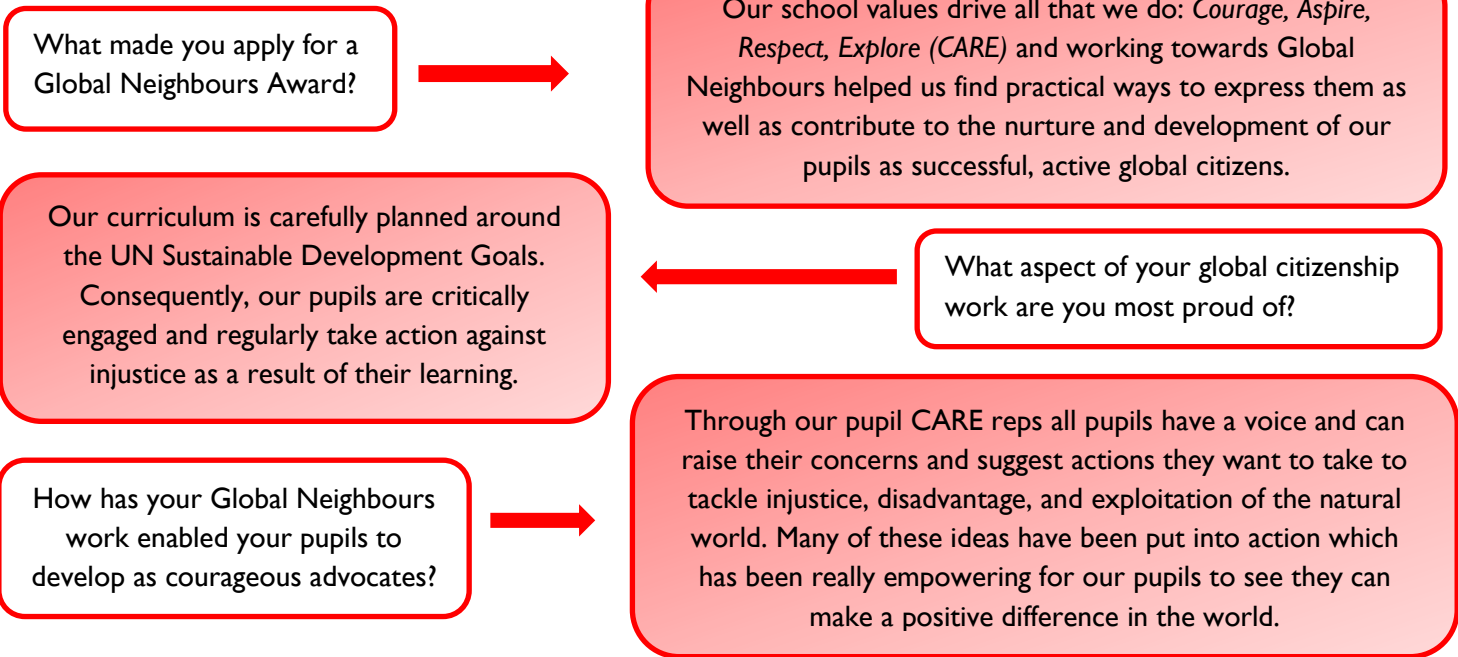 What made you apply for a
Global Neighbours Award?
Our school values drive all that we do: Courage, Aspire,
Respect, Explore (CARE) and working towards Global
Neighbours helped us find practical ways to express them as
well as contribute to the nurture and development of our
pupils as successful, active global citizens.
What aspect of your global citizenship
work are you most proud of?
Our curriculum is carefully planned around
the UN Sustainable Development Goals.
Consequently, our pupils are critically
engaged and regularly take action against
injustice as a result of their learning.
How has your Global Neighbours
work enabled your pupils to
develop as courageous advocates?
Through our pupil CARE reps all pupils have a voice and can
raise their concerns and suggest actions they want to take to
tackle injustice, disadvantage, and exploitation of the natural
world. Many of these ideas have been put into action which
has been really empowering for our pupils to see they can
make a positive difference in the world.